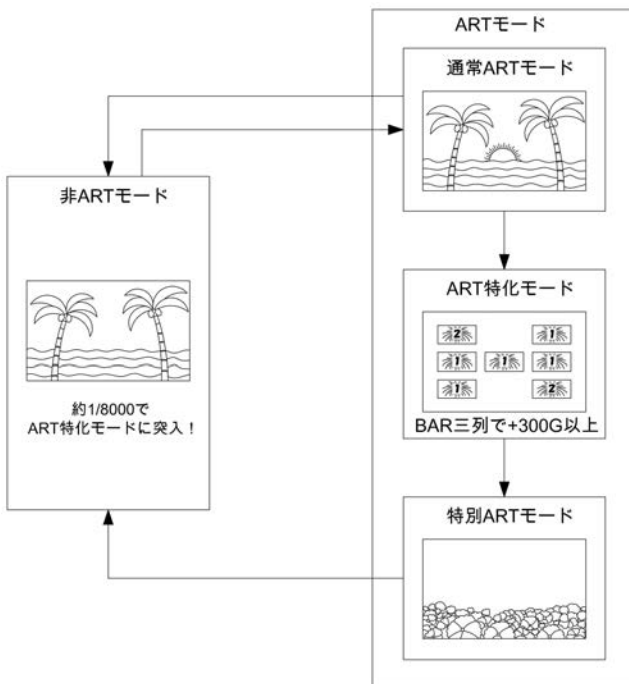 ARTモード
通常ARTモード
非ARTモード
約1/8000で
ART特化モードに突入!
ART特化モード
2 1
1 1 1
1 2
BAR三列で+300G以上
特別ARTモード